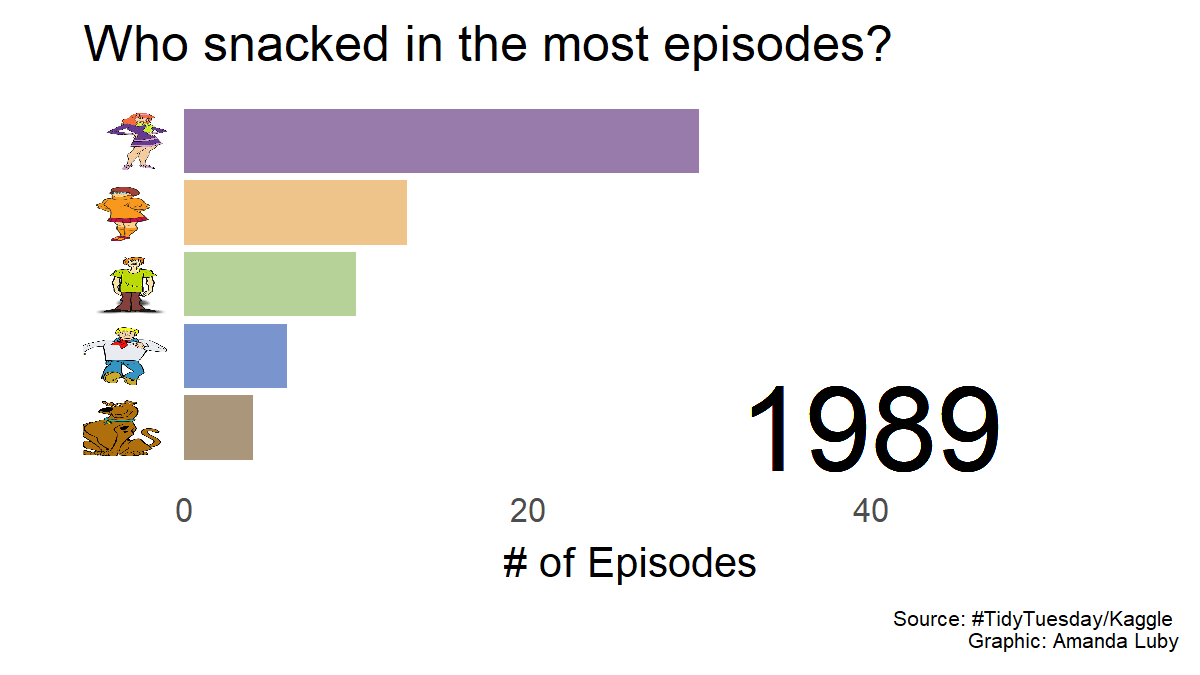 Who snacked in the most episodes?
1989
0 20 40
# of Episodes
Source: #TidyTuesday/Kaggle
Graphic: Amanda Luby